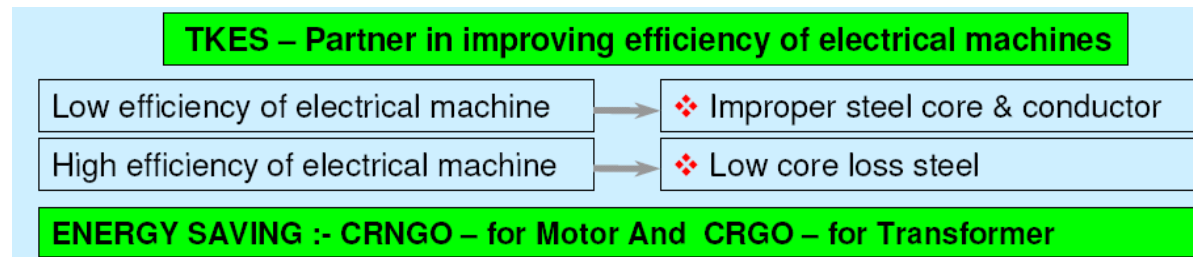 TKES – Partner in improving efficiency of electrical machines
Low efficiency of electrical machine
❖ Improper steel core & conductor
High efficiency of electrical machine
❖ Low core loss steel
ENERGY SAVING :- CRNGO – for Motor And CRGO – for Transformer